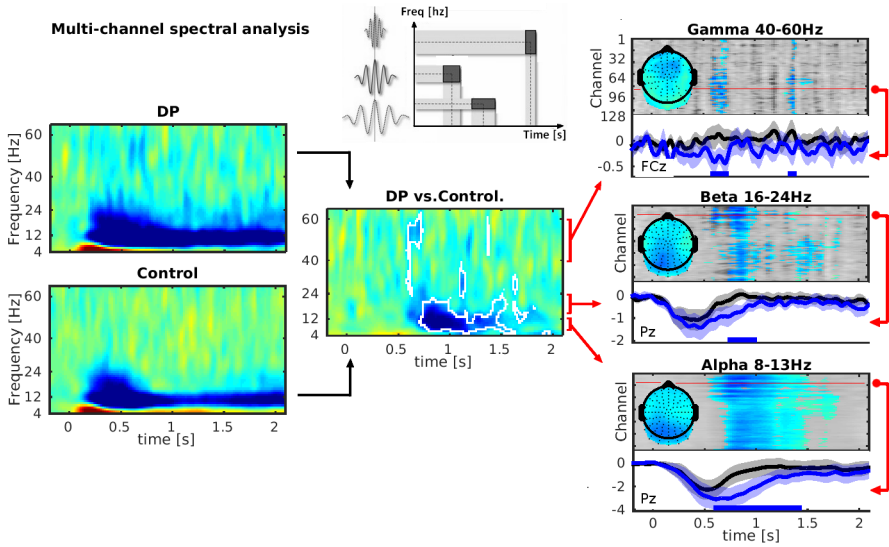 Multi-channel spectral analysis
Freq [hz]
Time [s]
DP
Frequency [Hz]
60
40
24
12
4
Control
Frequency [Hz]
60
40
24
12
4
0 0.5 1 1.5 2
time [s]
DP vs.Control.
60
40
24
12
4
0 0.5 1 1.5 2
time [s]
Gamma 40-60Hz
Channel
1
32
64
96
128
0
-0.5
FCz
Beta 16-24Hz
Channel
0
-1
-2
Pz
Alpha 8-13Hz
Channel
0
-2
-4
Pz
0 0.5 1 1.5 2
time [s]